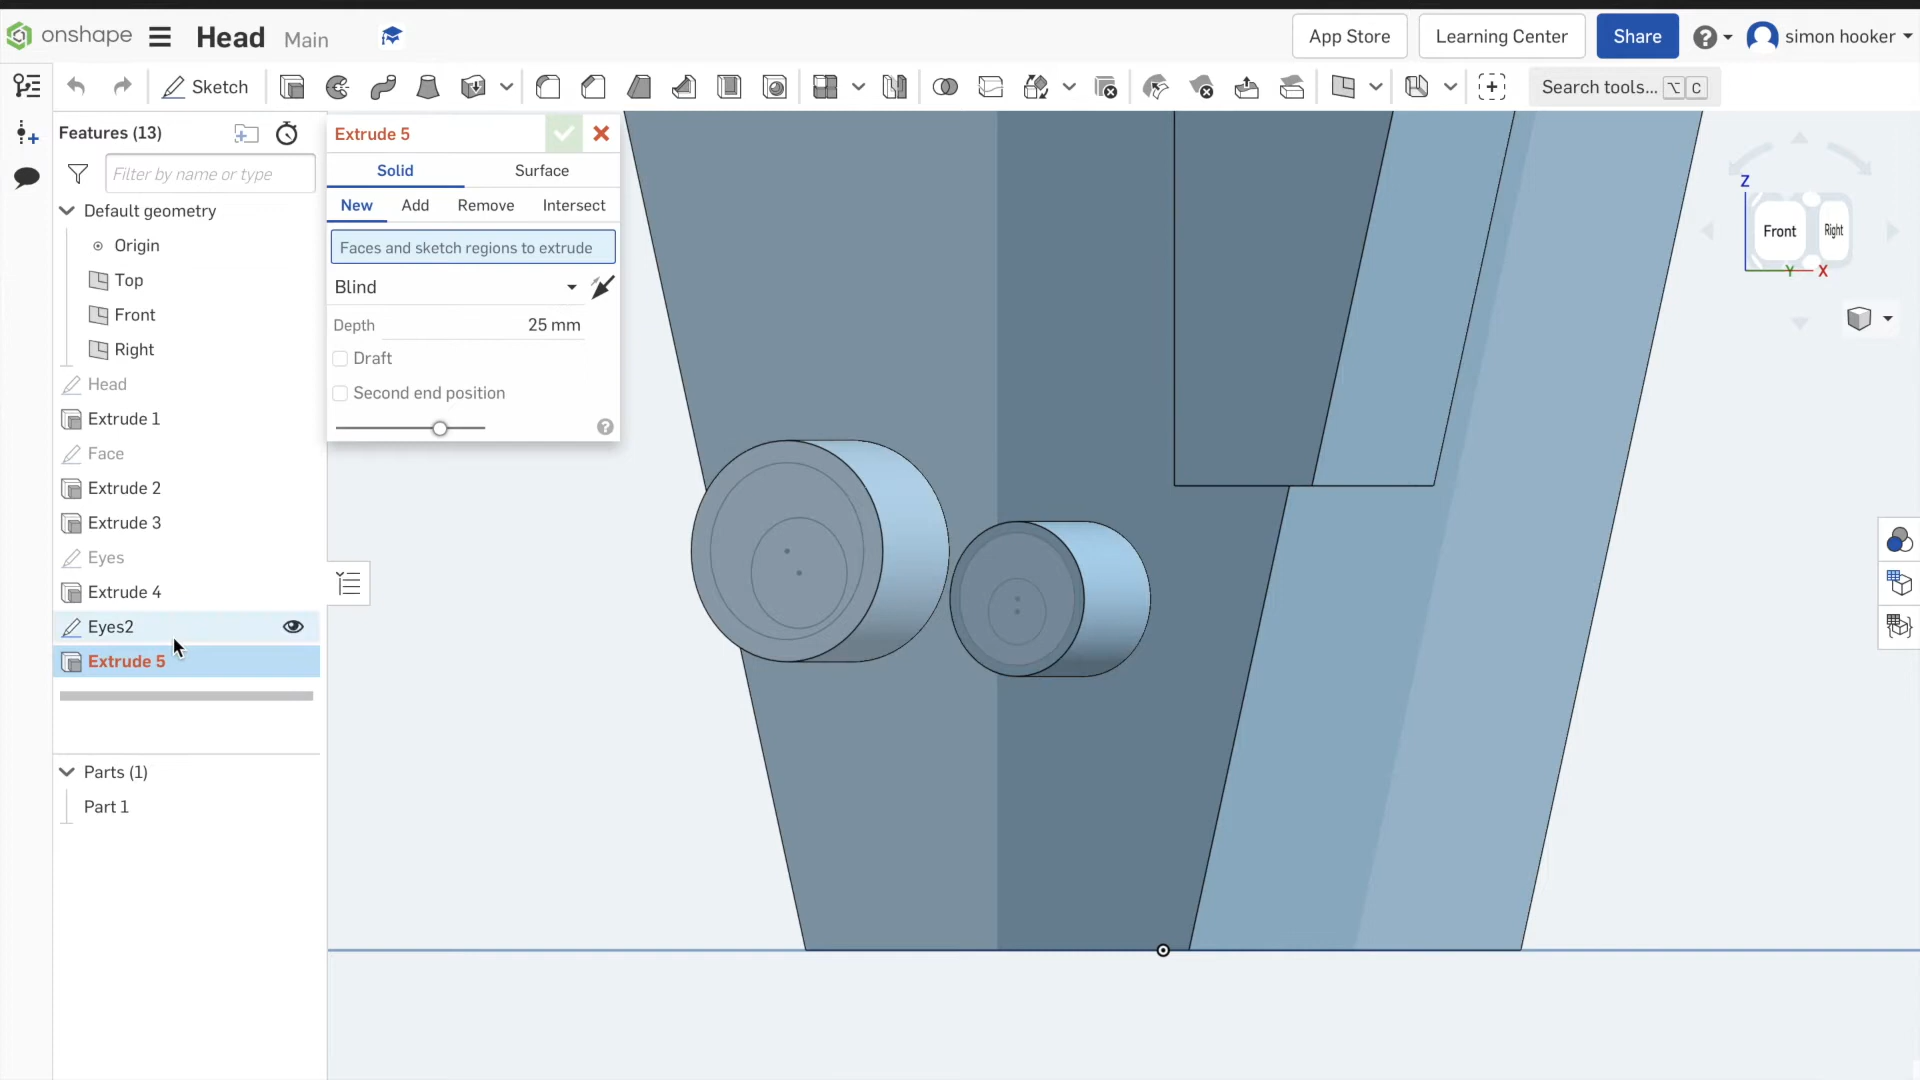 onshape
Head Main
App Store
Learning Center
Share
simon hooker
Sketch
Search tools... ⌥ C
Features (13)
Filter by name or type
Default geometry
Origin
Top
Front
Right
Head
Extrude 1
Face
Extrude 2
Extrude 3
Eyes
Extrude 4
Eyes2
Extrude 5
Parts (1)
Part 1
Extrude 5
Solid Surface
New Add Remove Intersect
Faces and sketch regions to extrude
Blind
Depth 25 mm
Draft
Second end position
Z
Front Right
Y X